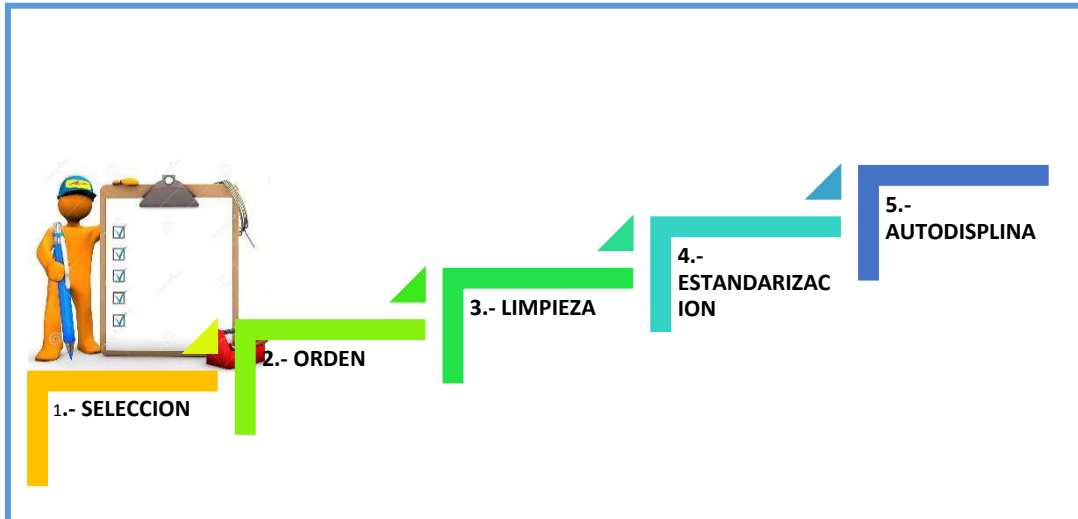 1.- SELECCION
2.- ORDEN
3.- LIMPIEZA
4.-
ESTANDARIZAC
ION
5.-
AUTODISPLINA